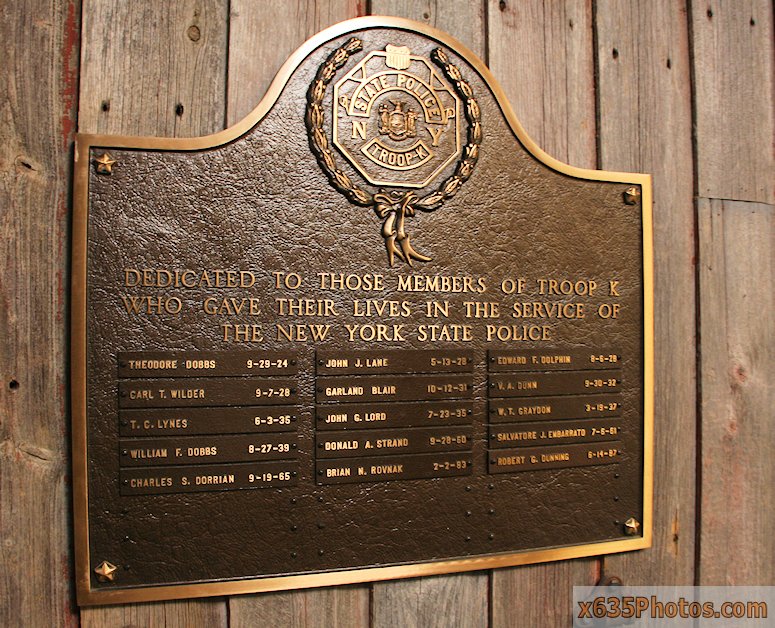 STATE POLICE
N Y
S P
TROOP-K
DEDICATED TO THOSE MEMBERS OF TROOP K
WHO GAVE THEIR LIVES IN THE SERVICE OF
THE NEW YORK STATE POLICE
THEODORE DOBBS 9-29-24
CARL T. WILDER 9-7-28
T. C. LYNES 6-3-35
WILLIAM F. DOBBS 8-27-39
CHARLES S. DORRIAN 9-19-65
JOHN J. LANE 5-13-28
GARLAND BLAIR 10-12-31
JOHN G. LORD 7-23-35
DONALD A. STRAND 9-28-60
BRIAN N. ROVNAK 2-2-83
EDWARD F. DOLPHIN 8-6-28
V. A. DUNN 9-30-32
W. T. GRAYDON 3-19-37
SALVATORE J. EMBARRATO 7-6-61
ROBERT G. DUNNING 6-14-87
x635Photos.com